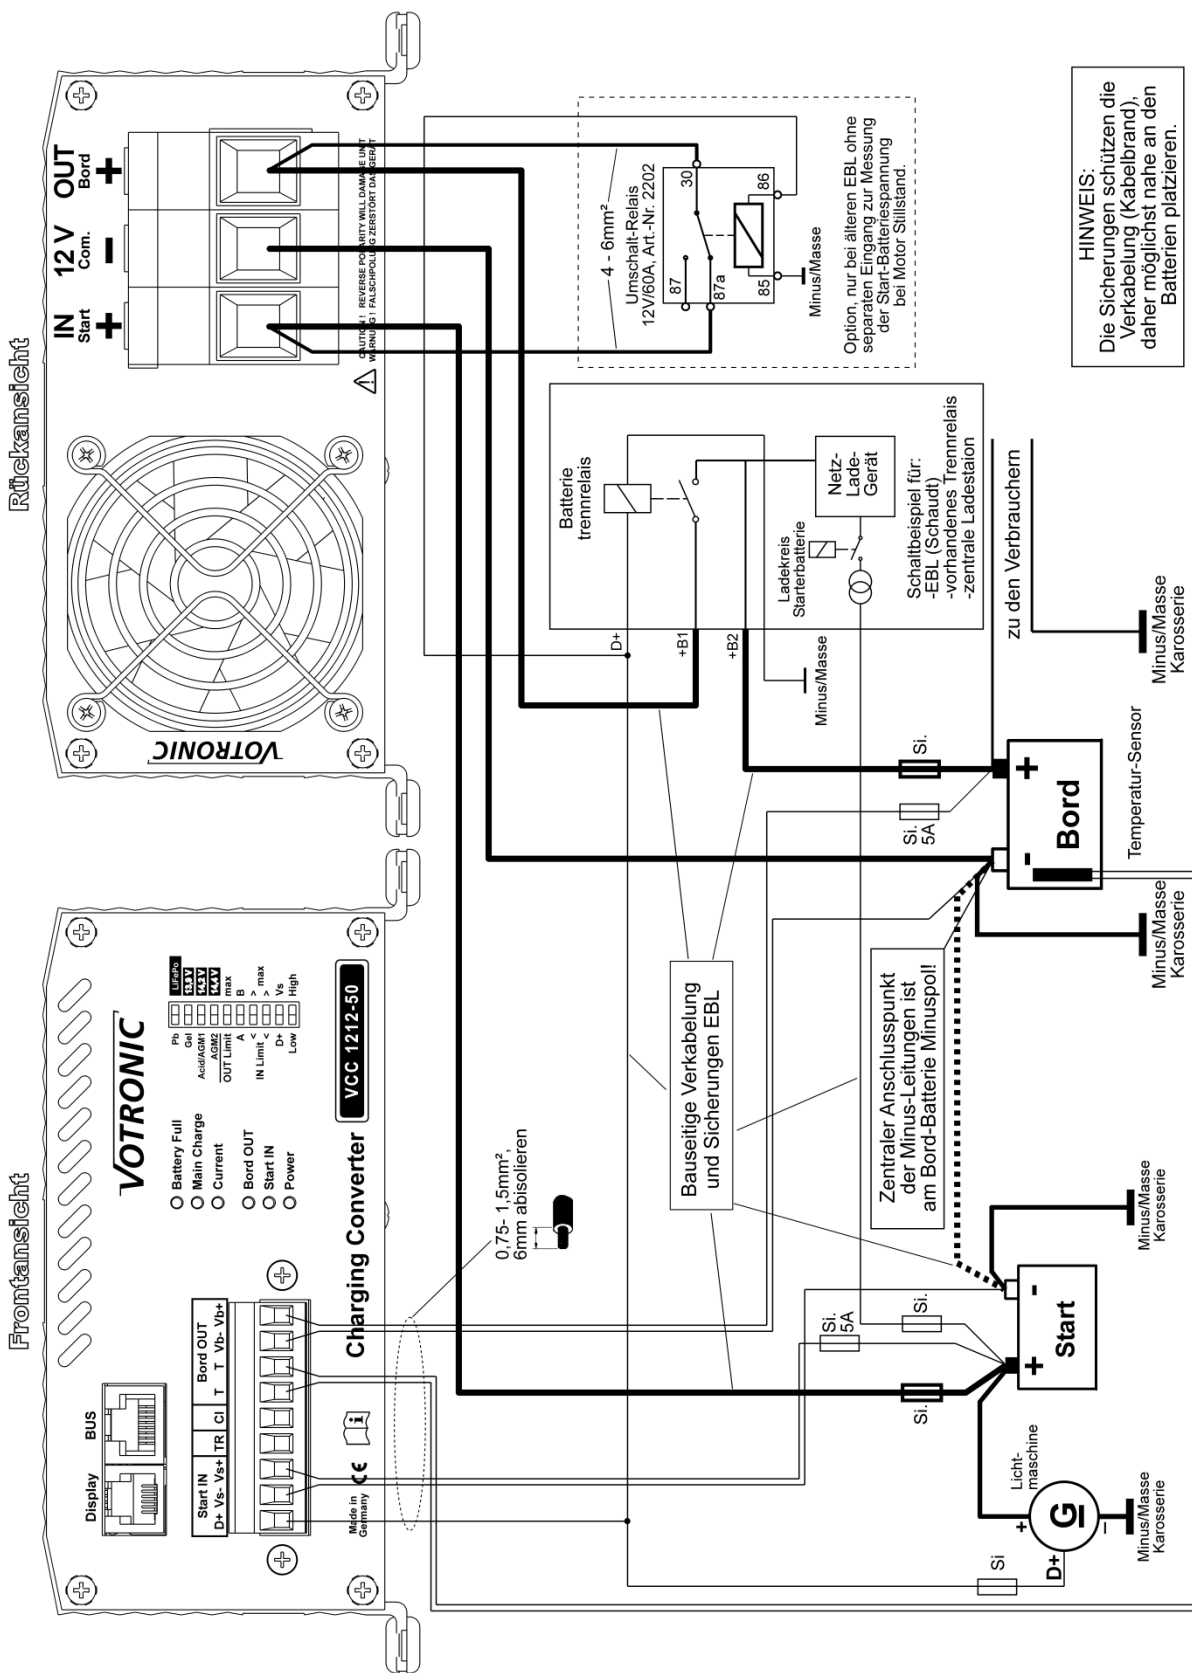 Frontansicht
Display
BUS
Start IN
D+ Vs- Vs+
TR
CI
Bord OUT
T T Vb- Vb+
Made in
Germany
CE
i
Charging Converter
VCC 1212-50
VOTRONIC
Battery Full
Main Charge
Current
Bord OUT
Start IN
Power
Pb
LiFePo
Gel
13,9 V
Acid/AGM1
14,2 V
AGM2
14,4 V
OUT Limit
max
A
B
<
> max
IN Limit <
>
D+
Vs
Low
High
0,75- 1,5mm²,
6mm abisolieren
Rückansicht
VOTRONIC
IN
Start
+
12 V
Com.
-
OUT
Bord
+
CAUTION ! REVERSE POLARITY WILL DAMAGE UNIT
WARNUNG ! FALSCHPOLUNG ZERSTÖRT DAS GERÄT
4 - 6mm²
Umschalt-Relais
12V/60A, Art.-Nr. 2202
87
87a
30
85
86
Minus/Masse
Option, nur bei älteren EBL ohne
separaten Eingang zur Messung
der Start-Batteriespannung
bei Motor Stillstand.
Batterie
trennrelais
Netz-
Lade-
Gerät
Ladekreis
Starterbatterie
Schaltbeispiel für:
-EBL (Schaudt)
-vorhandenes Trennrelais
-zentrale Ladestaion
D+
+B1
+B2
Minus/Masse
Bauseitige Verkabelung
und Sicherungen EBL
Zentraler Anschlusspunkt
der Minus-Leitungen ist
am Bord-Batterie Minuspol!
Si.
Si.
5A
Si.
5A
Si.
Si.
Si
D+
G
+
-
Licht-
maschine
Minus/Masse
Karosserie
+
-
Start
Minus/Masse
Karosserie
-
+
Bord
Temperatur-Sensor
Minus/Masse
Karosserie
zu den Verbrauchern
Minus/Masse
Karosserie
HINWEIS:
Die Sicherungen schützen die
Verkabelung (Kabelbrand),
daher möglichst nahe an den
Batterien platzieren.